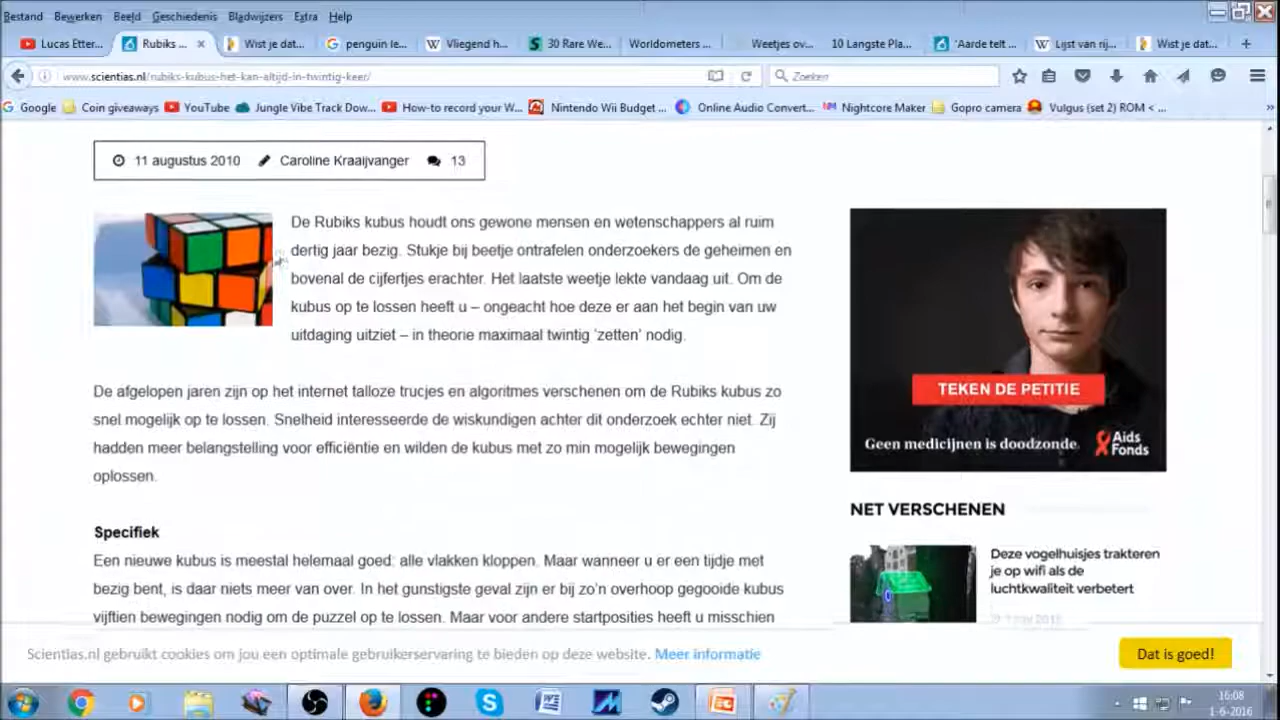 Bestand Bewerken Beeld Geschiedenis Bladwijzers Extra Help
Lucas Etter... Rubiks ... Wist je dat... penguin le... Vliegend h... 30 Rare We... Worldometers ... Weetjes ov... 10 Langste Pla... 'Aarde telt ... Lijst van rij... Wist je dat...
www.scientias.nl/rubiks-kubus-het-kan-altijd-in-twintig-keer/ Zoeken
Google Coin giveaways YouTube Jungle Vibe Track Dow... How-to record your W... Nintendo Wii Budget ... Online Audio Convert... NM Nightcore Maker Gopro camera Vulgus (set 2) ROM < ... »
11 augustus 2010 Caroline Kraaijvanger 13
De Rubiks kubus houdt ons gewone mensen en wetenschappers al ruim
dertig jaar bezig. Stukje bij beetje ontrafelen onderzoekers de geheimen en
bovenal de cijfertjes erachter. Het laatste weetje lekte vandaag uit. Om de
kubus op te lossen heeft u – ongeacht hoe deze er aan het begin van uw
uitdaging uitziet – in theorie maximaal twintig ‘zetten’ nodig.
De afgelopen jaren zijn op het internet talloze trucjes en algoritmes verschenen om de Rubiks kubus zo
snel mogelijk op te lossen. Snelheid interesseerde de wiskundigen achter dit onderzoek echter niet. Zij
hadden meer belangstelling voor efficiëntie en wilden de kubus met zo min mogelijk bewegingen
oplossen.
Specifiek
Een nieuwe kubus is meestal helemaal goed: alle vlakken kloppen. Maar wanneer u er een tijdje met
bezig bent, is daar niets meer van over. In het gunstigste geval zijn er bij zo’n overhoop gegooide kubus
vijftien bewegingen nodig om de puzzel op te lossen. Maar voor andere startposities heeft u misschien
TEKEN DE PETITIE
Geen medicijnen is doodzonde
Aids
Fonds
NET VERSCHENEN
Deze vogelhuisjes trakteren
je op wifi als de
luchtkwaliteit verbetert
Scientias.nl gebruikt cookies om jou een optimale gebruikerservaring te bieden op deze website. Meer informatie
Dat is goed!
16:08
1-6-2016